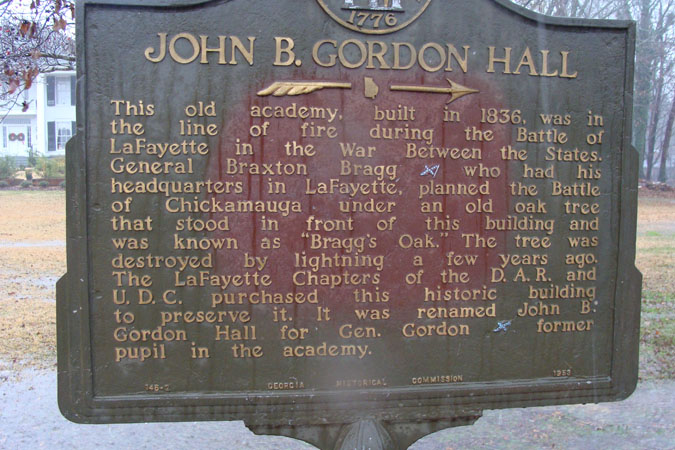 1776
JOHN B. GORDON HALL
This old academy, built in 1836, was in
the line of fire during the Battle of
LaFayette in the War Between the States.
General Braxton Bragg who had his
headquarters in LaFayette, planned the Battle
of Chickamauga under an old oak tree
that stood in front of this building and
was known as "Bragg's Oak." The tree was
destroyed by lightning a few years ago.
The LaFayette Chapters of the D.A.R. and
U.D.C. purchased this historic building
to preserve it. It was renamed John B.
Gordon Hall for Gen. Gordon former
pupil in the academy.
GEORGIA HISTORICAL COMMISSION